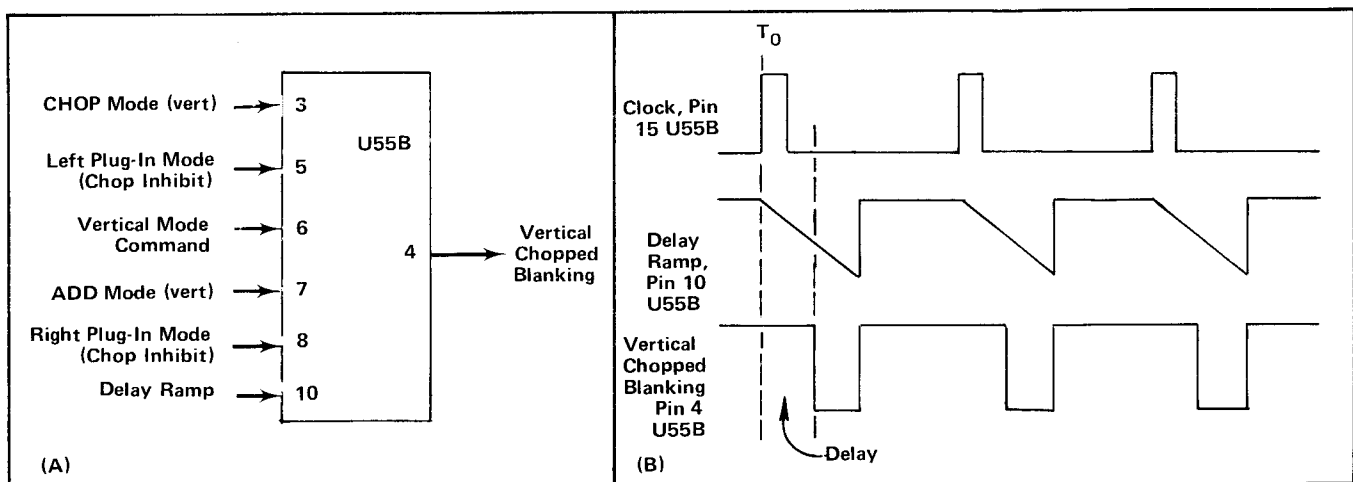 CHOP Mode (vert)
3
U55B
Left Plug-In Mode
(Chop Inhibit)
5
Vertical Mode
Command
6
4
Vertical
Chopped
Blanking
ADD Mode (vert)
7
Right Plug-In Mode
(Chop Inhibit)
8
Delay Ramp
10
(A)
T0
Clock, Pin
15 U55B
Delay
Ramp,
Pin 10
U55B
Vertical
Chopped
Blanking
Pin 4
U55B
Delay
(B)